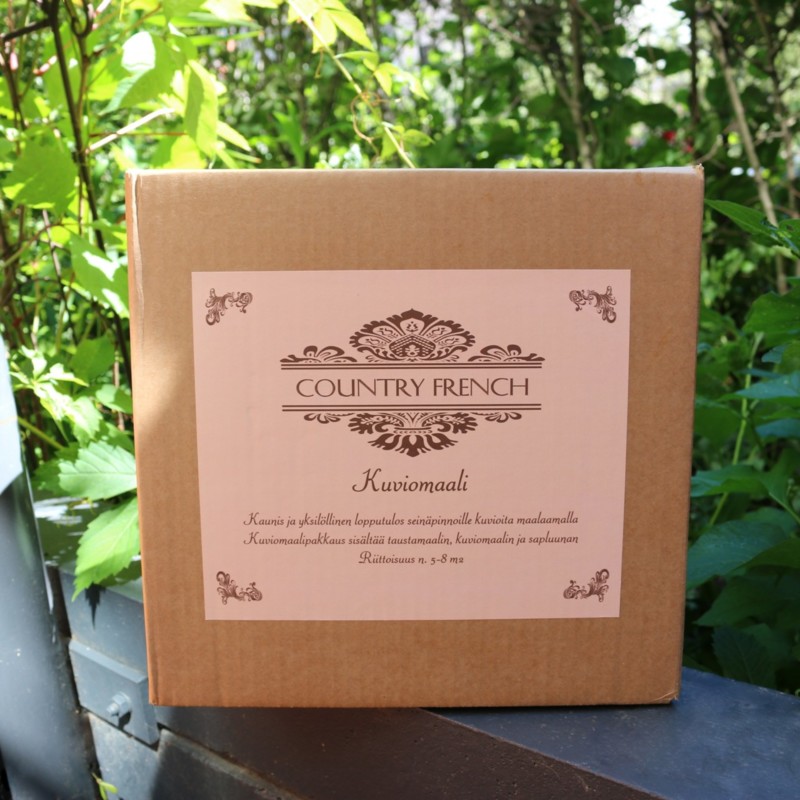 COUNTRY FRENCH
Kuviomaali
Kaunis ja yksilöllinen lopputulos seinäpinnoille kuvioita maalaamalla
Kuviomaalipakkaus sisältää taustamaalin, kuviomaalin ja sapluunan
Riittoisuus n. 5-8 m2